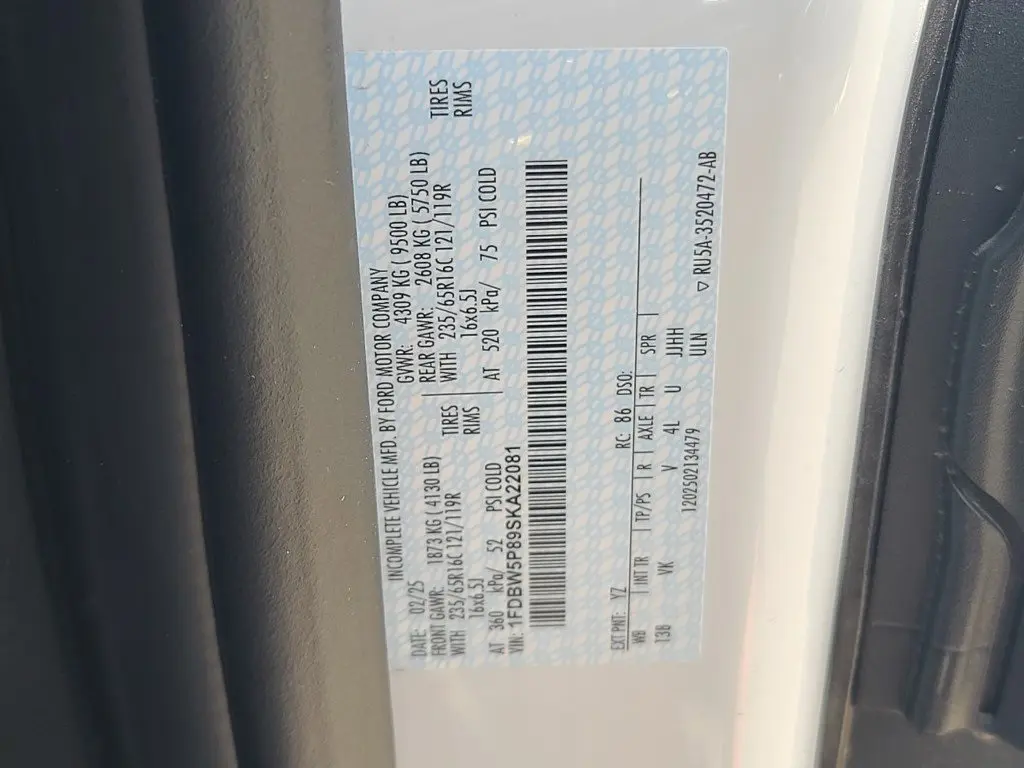 INCOMPLETE VEHICLE MFD. BY FORD MOTOR COMPANY
DATE: 02/25 GVWR: 4309 KG ( 9500 LB)
FRONT GAWR: 1873 KG ( 4130 LB) REAR GAWR: 2608 KG ( 5750 LB)
WITH 235/65R16C 121/119R TIRES WITH 235/65R16C 121/119R TIRES
16x6.5J RIMS 16x6.5J RIMS
AT 360 kPa/ 52 PSI COLD AT 520 kPa/ 75 PSI COLD
VIN: 1FDBW5P89SKA22081
EXT PNT: YZ RC: 86 DSO:
WB INT TR TP/PS R AXLE TR SPR
13B VK V 4L U JJHH
ULN
1202502134479 ▽ RU5A-3520472-AB